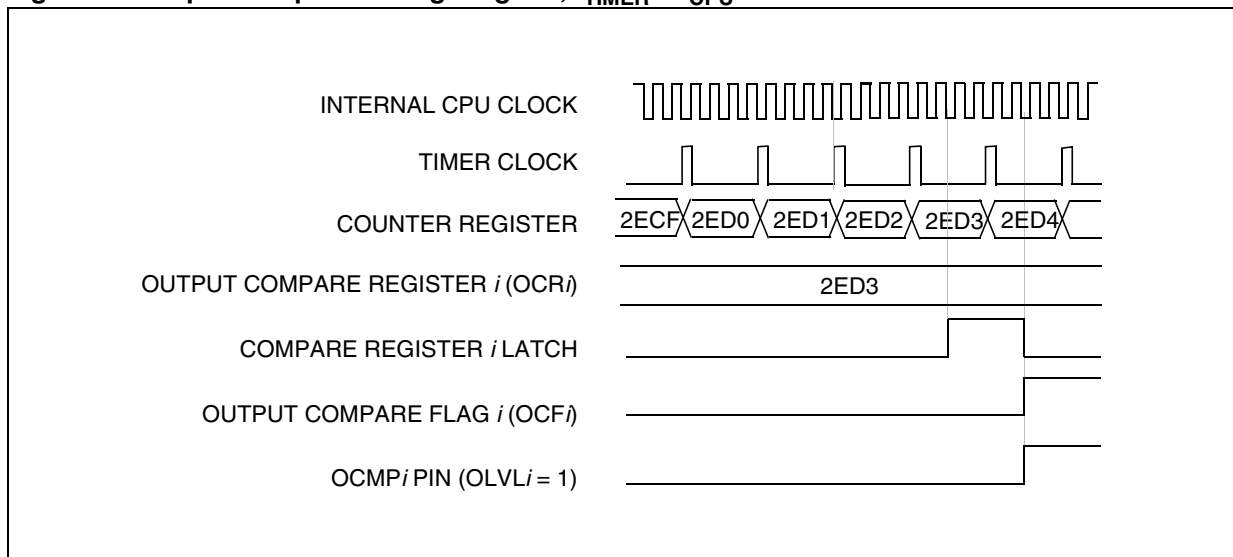 TIMER
INTERNAL CPU CLOCK
TIMER CLOCK
COUNTER REGISTER 2ECF 2ED0 2ED1 2ED2 2ED3 2ED4
OUTPUT COMPARE REGISTER i (OCRi) 2ED3
COMPARE REGISTER i LATCH
OUTPUT COMPARE FLAG i (OCFi)
OCMPi PIN (OLVLi = 1)